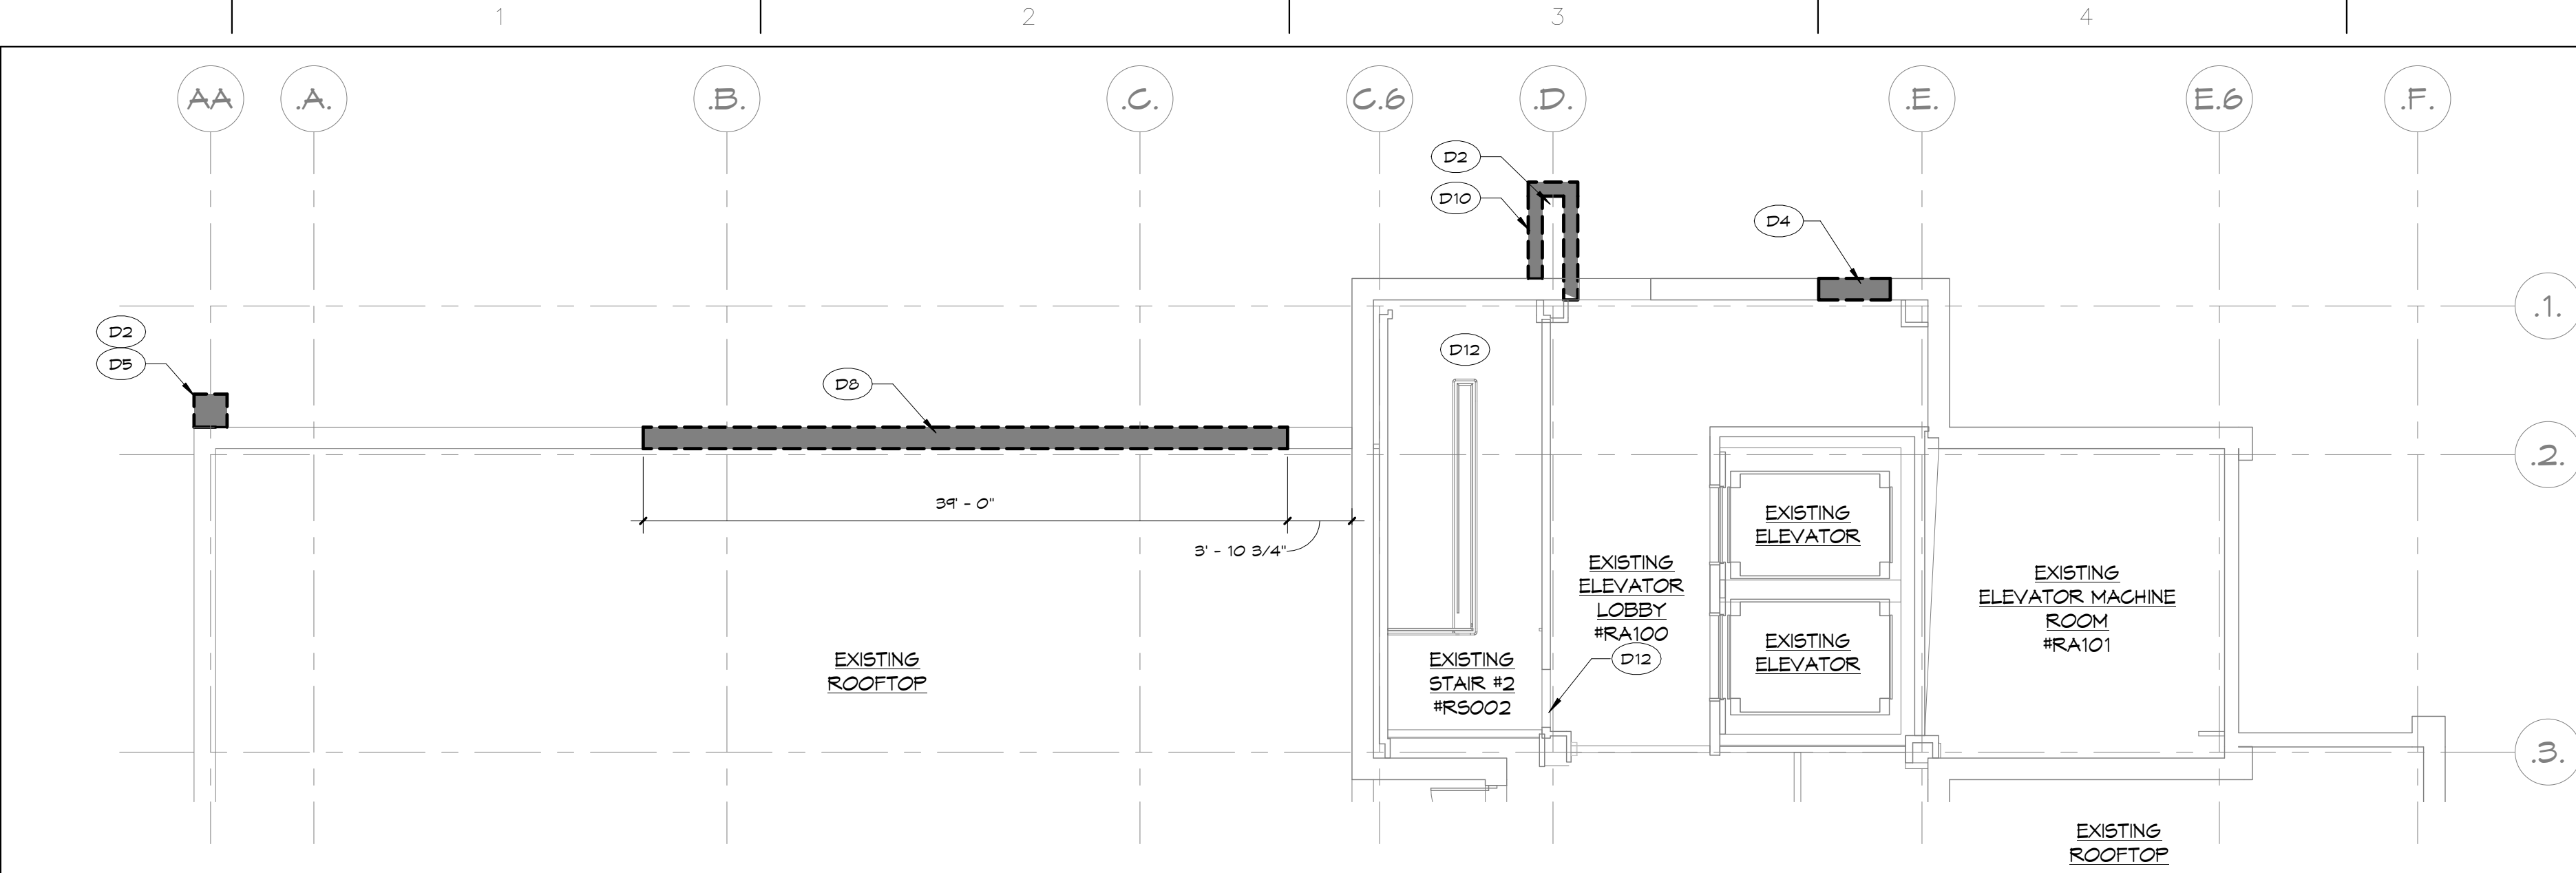 1
2
3
4
AA
.A.
.B.
.C.
C.6
.D.
.E.
E.6
.F.
D2
D10
D4
.1.
D2
D5
D12
D8
.2.
39' - 0"
3' - 10 3/4"
EXISTING
ELEVATOR
EXISTING
ELEVATOR
LOBBY
#RA100
D12
EXISTING
ELEVATOR
EXISTING
ELEVATOR MACHINE
ROOM
#RA101
EXISTING
ROOFTOP
EXISTING
STAIR #2
#RS002
.3.
EXISTING
ROOFTOP